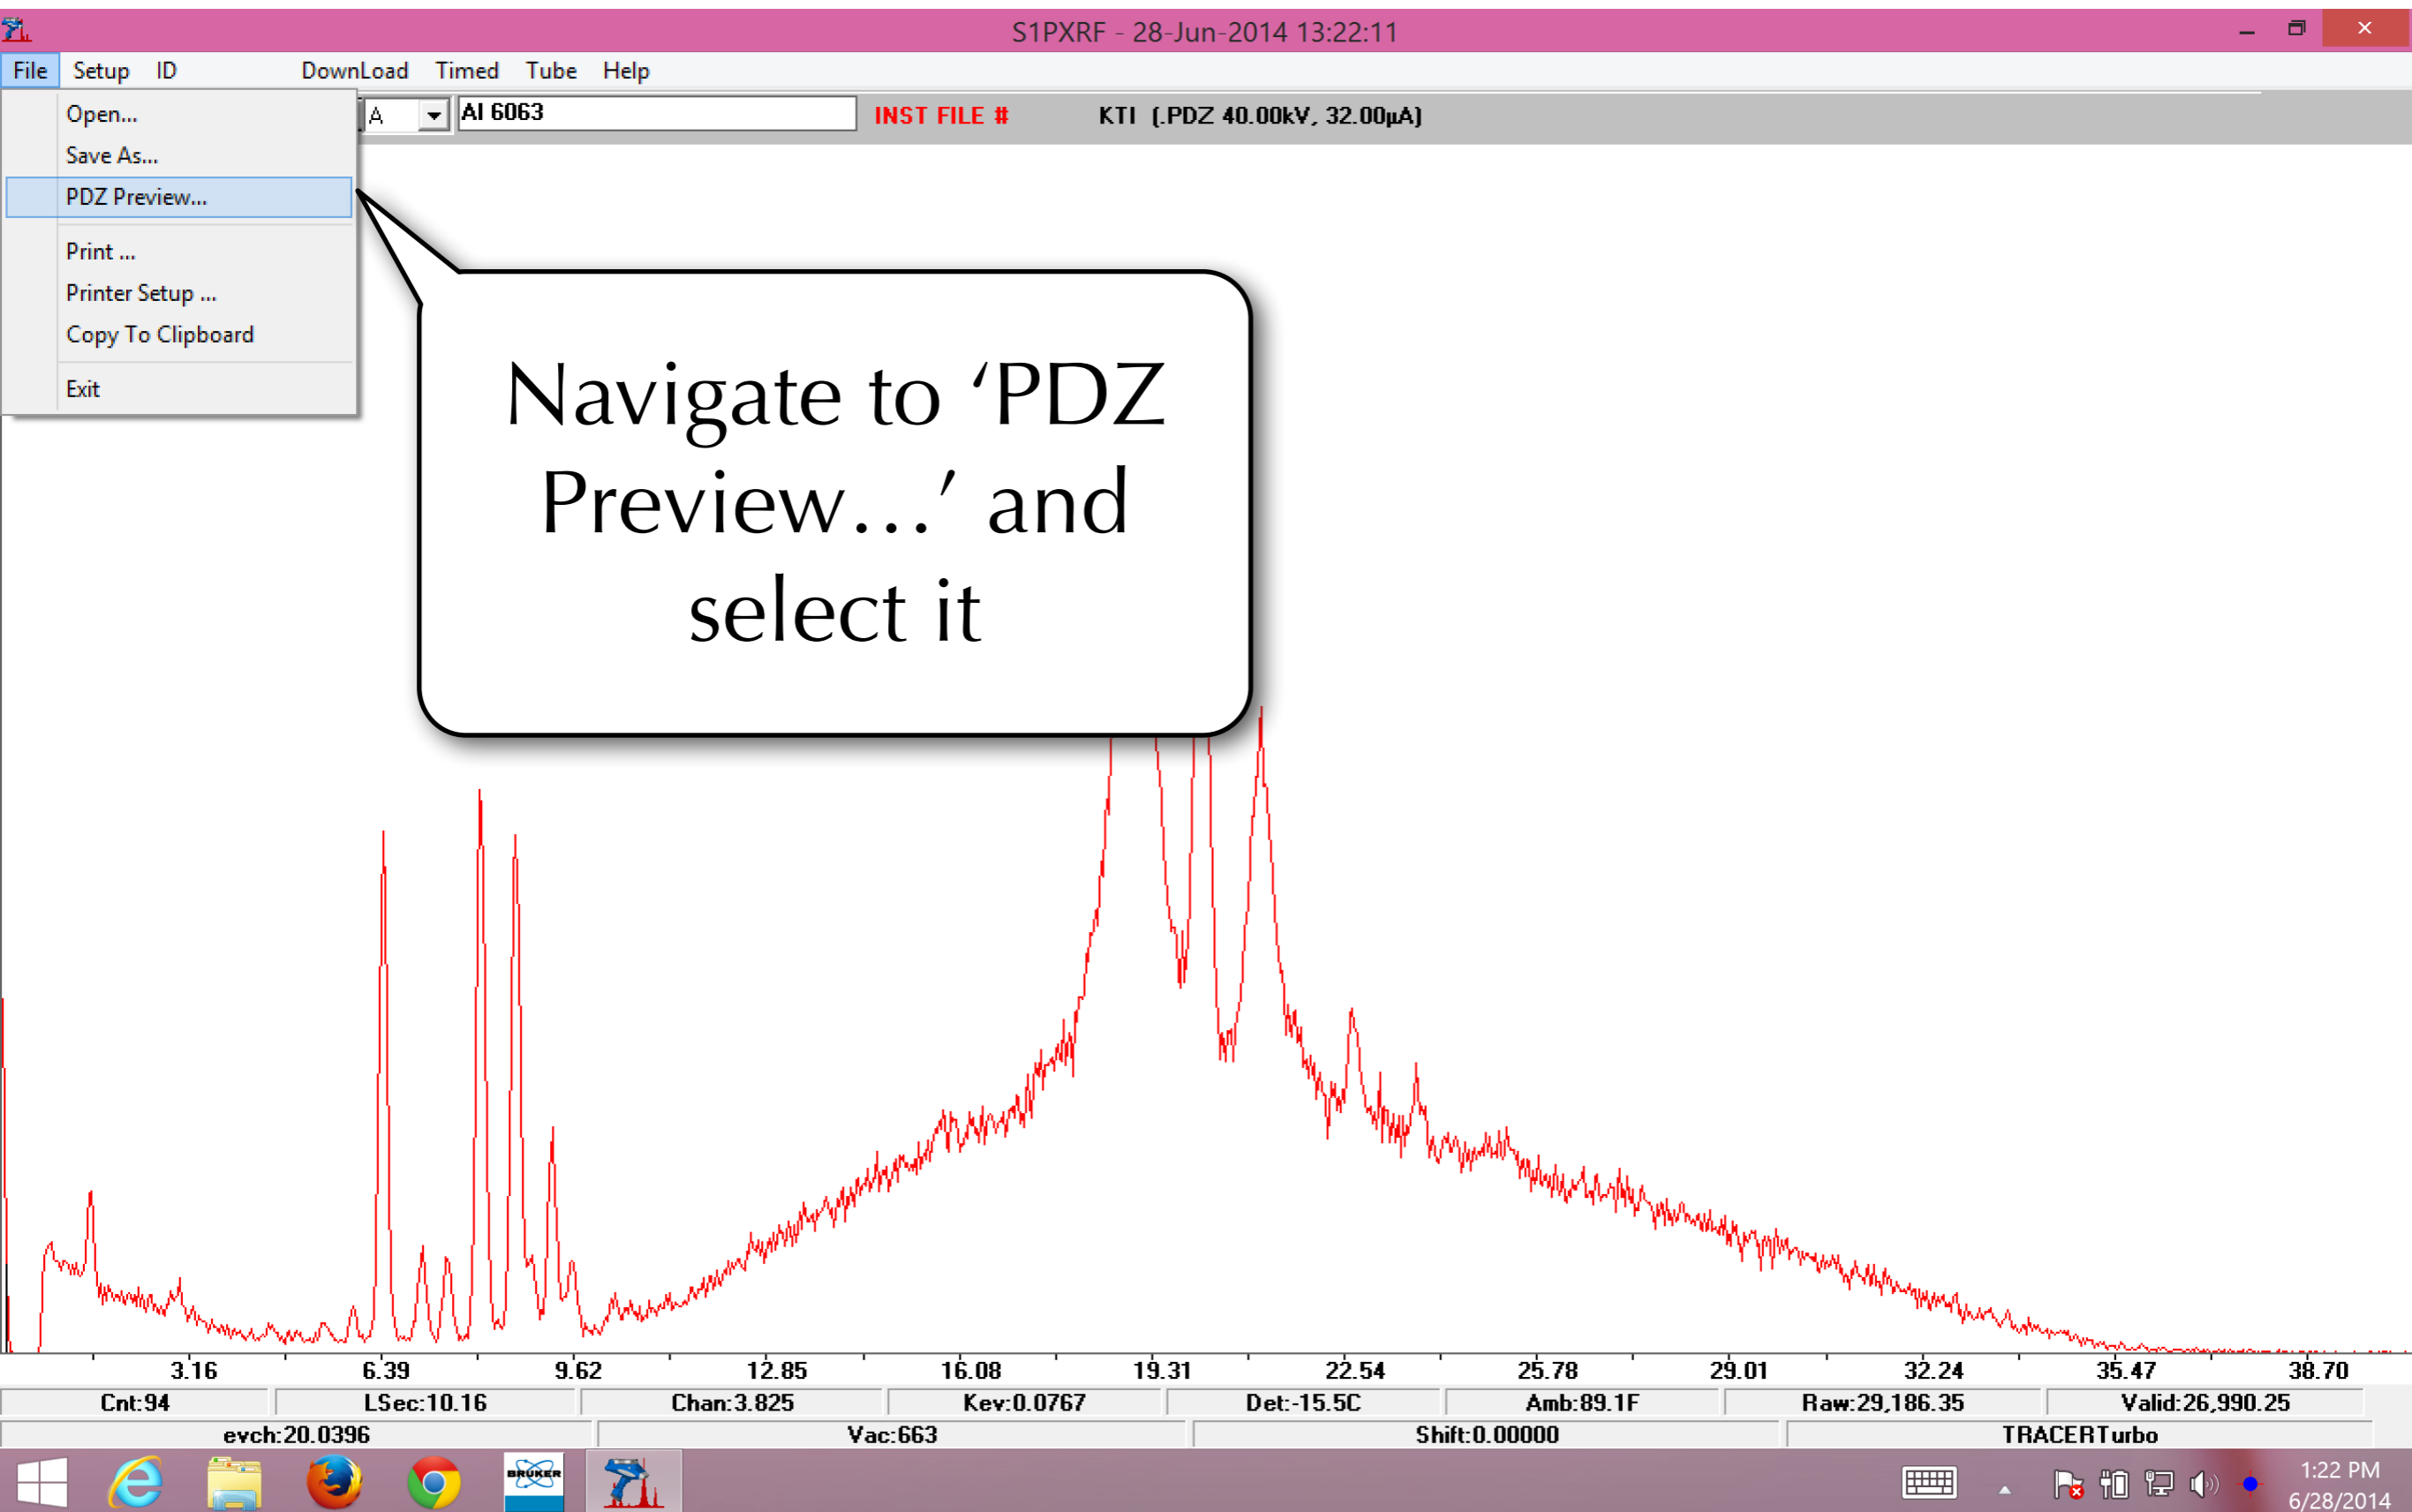 S1PXRF - 28-Jun-2014 13:22:11
File Setup ID DownLoad Timed Tube Help
A Al 6063 INST FILE # KTI (.PDZ 40.00kV, 32.00µA)
Open...
Save As...
PDZ Preview...
Print ...
Printer Setup ...
Copy To Clipboard
Exit
Navigate to ‘PDZ
Preview…’ and
select it
3.16 6.39 9.62 12.85 16.08 19.31 22.54 25.78 29.01 32.24 35.47 38.70
Cnt:94 LSec:10.16 Chan:3.825 Kev:0.0767 Det:-15.5C Amb:89.1F Raw:29,186.35 Valid:26,990.25
evch:20.0396 Vac:663 Shift:0.00000 TRACERTurbo
BRUKER
1:22 PM
6/28/2014